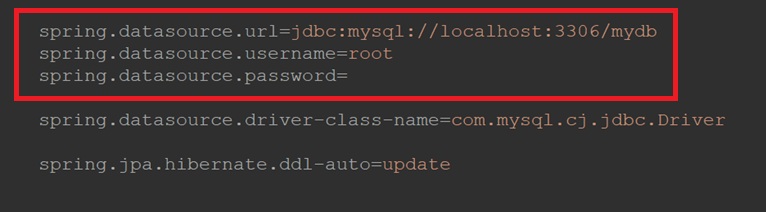 spring.datasource.url=jdbc:mysql://localhost:3306/mydb
spring.datasource.username=root
spring.datasource.password=
spring.datasource.driver-class-name=com.mysql.cj.jdbc.Driver
spring.jpa.hibernate.ddl-auto=update